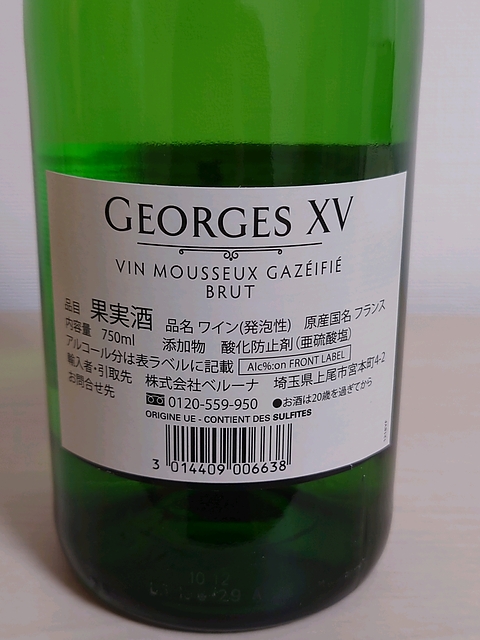 GEORGES XV
VIN MOUSSEUX GAZÉIFIÉ
BRUT
品目 果実酒 品名 ワイン(発泡性) 原産国名 フランス
内容量 750ml 添加物 酸化防止剤(亜硫酸塩)
アルコール分は表ラベルに記載 Alc%:on FRONT LABEL
輸入者・引取先 株式会社ベルーナ 埼玉県上尾市宮本町4-2
お問合せ先 0120-559-950 ●お酒は20歳を過ぎてから
ORIGINE UE - CONTIENT DES SULFITES
3 014409 006638
10 12